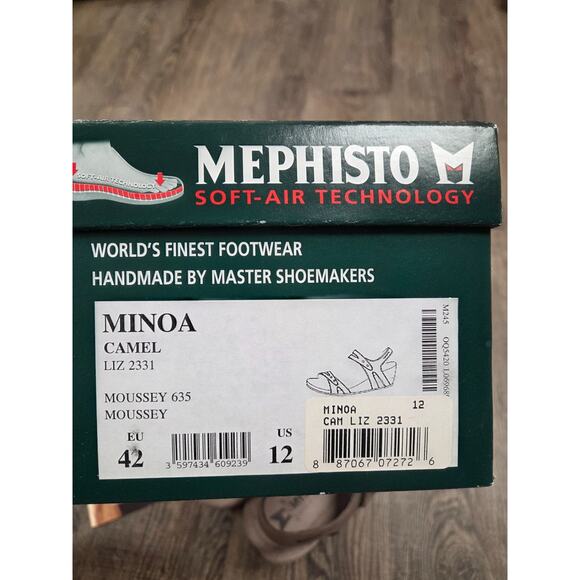 SOFT-AIR-TECHNOLOGY
MEPHISTO M
SOFT-AIR TECHNOLOGY
WORLD'S FINEST FOOTWEAR
HANDMADE BY MASTER SHOEMAKERS
MINOA
CAMEL
LIZ 2331
MOUSSEY 635
MOUSSEY
EU
42
3 597434 609239
US
12
M245
MINOA 12
CAM LIZ 2331
8 87067 07272 6